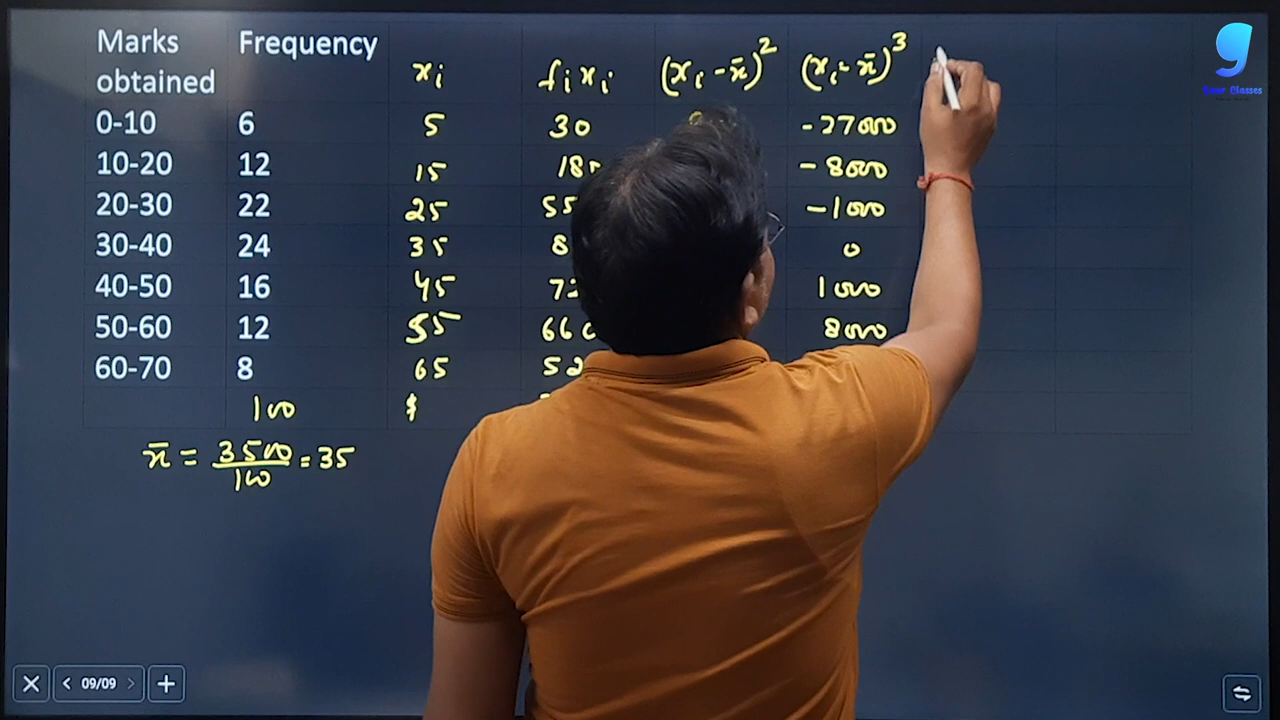 Marks obtained Frequency xᵢ fᵢxᵢ (xᵢ-x̄)² (xᵢ-x̄)³
0-10 6 5 30 -27000
10-20 12 15 -8000
20-30 22 25 -1000
30-40 24 35 0
40-50 16 45 1000
50-60 12 55 660 8000
60-70 8 65
100
x̄ = 3500/100 = 35
09/09